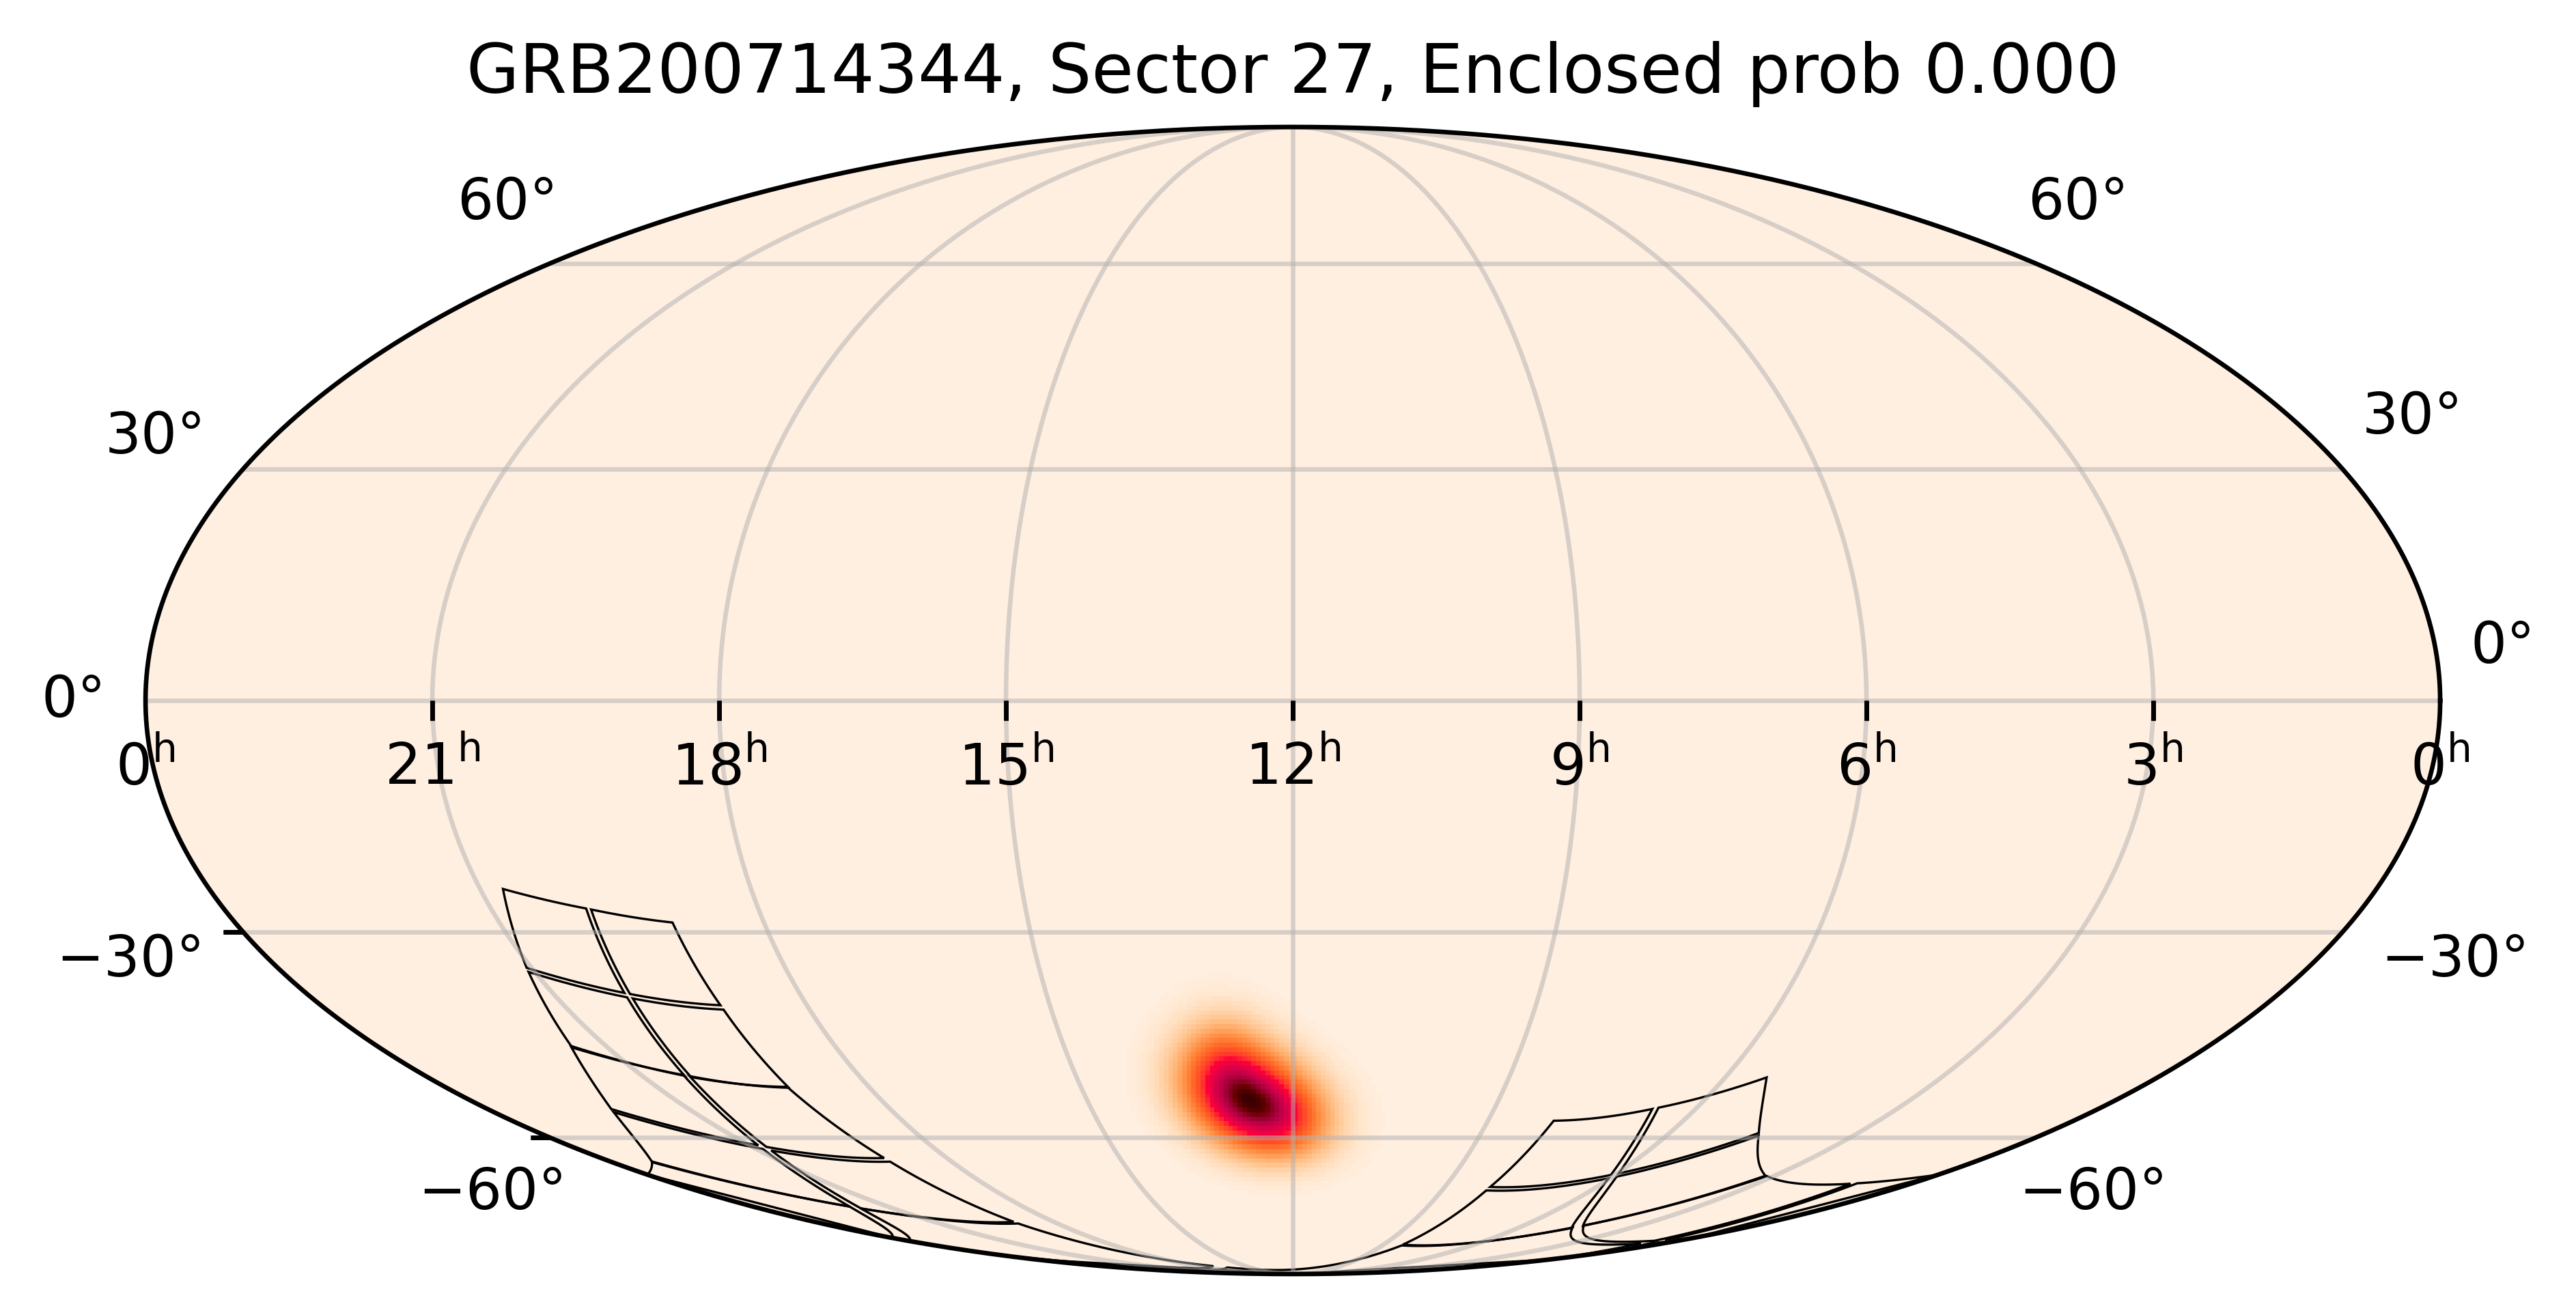 GRB200714344, Sector 27, Enclosed prob 0.000
60° 60°
30° 30°
0° 0°
0ʰ 21ʰ 18ʰ 15ʰ 12ʰ 9ʰ 6ʰ 3ʰ 0ʰ
−30° −30°
−60° −60°